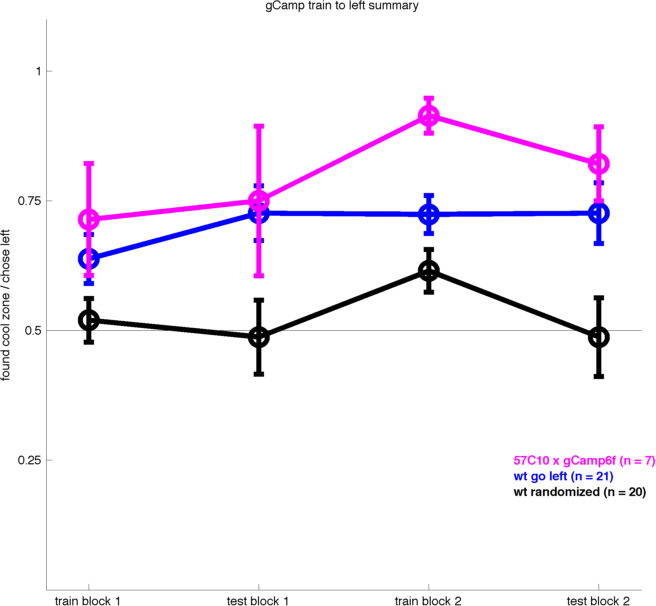 gCamp train to left summary
1
0.75
0.5
0.25
found cool zone / chose left
57C10 x gCamp6f (n = 7)
wt go left (n = 21)
wt randomized (n = 20)
train block 1
test block 1
train block 2
test block 2